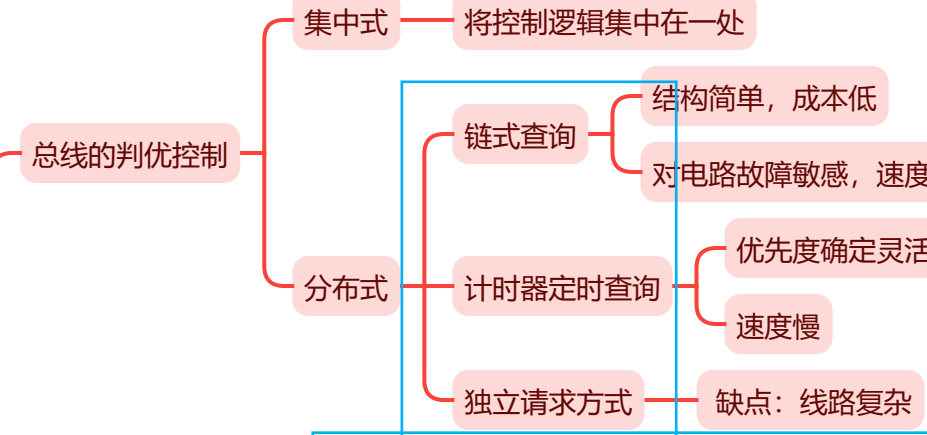 集中式
将控制逻辑集中在一处
结构简单，成本低
链式查询
总线的判优控制
对电路故障敏感，速度
优先度确定灵活
分布式
计时器定时查询
速度慢
独立请求方式
缺点：线路复杂